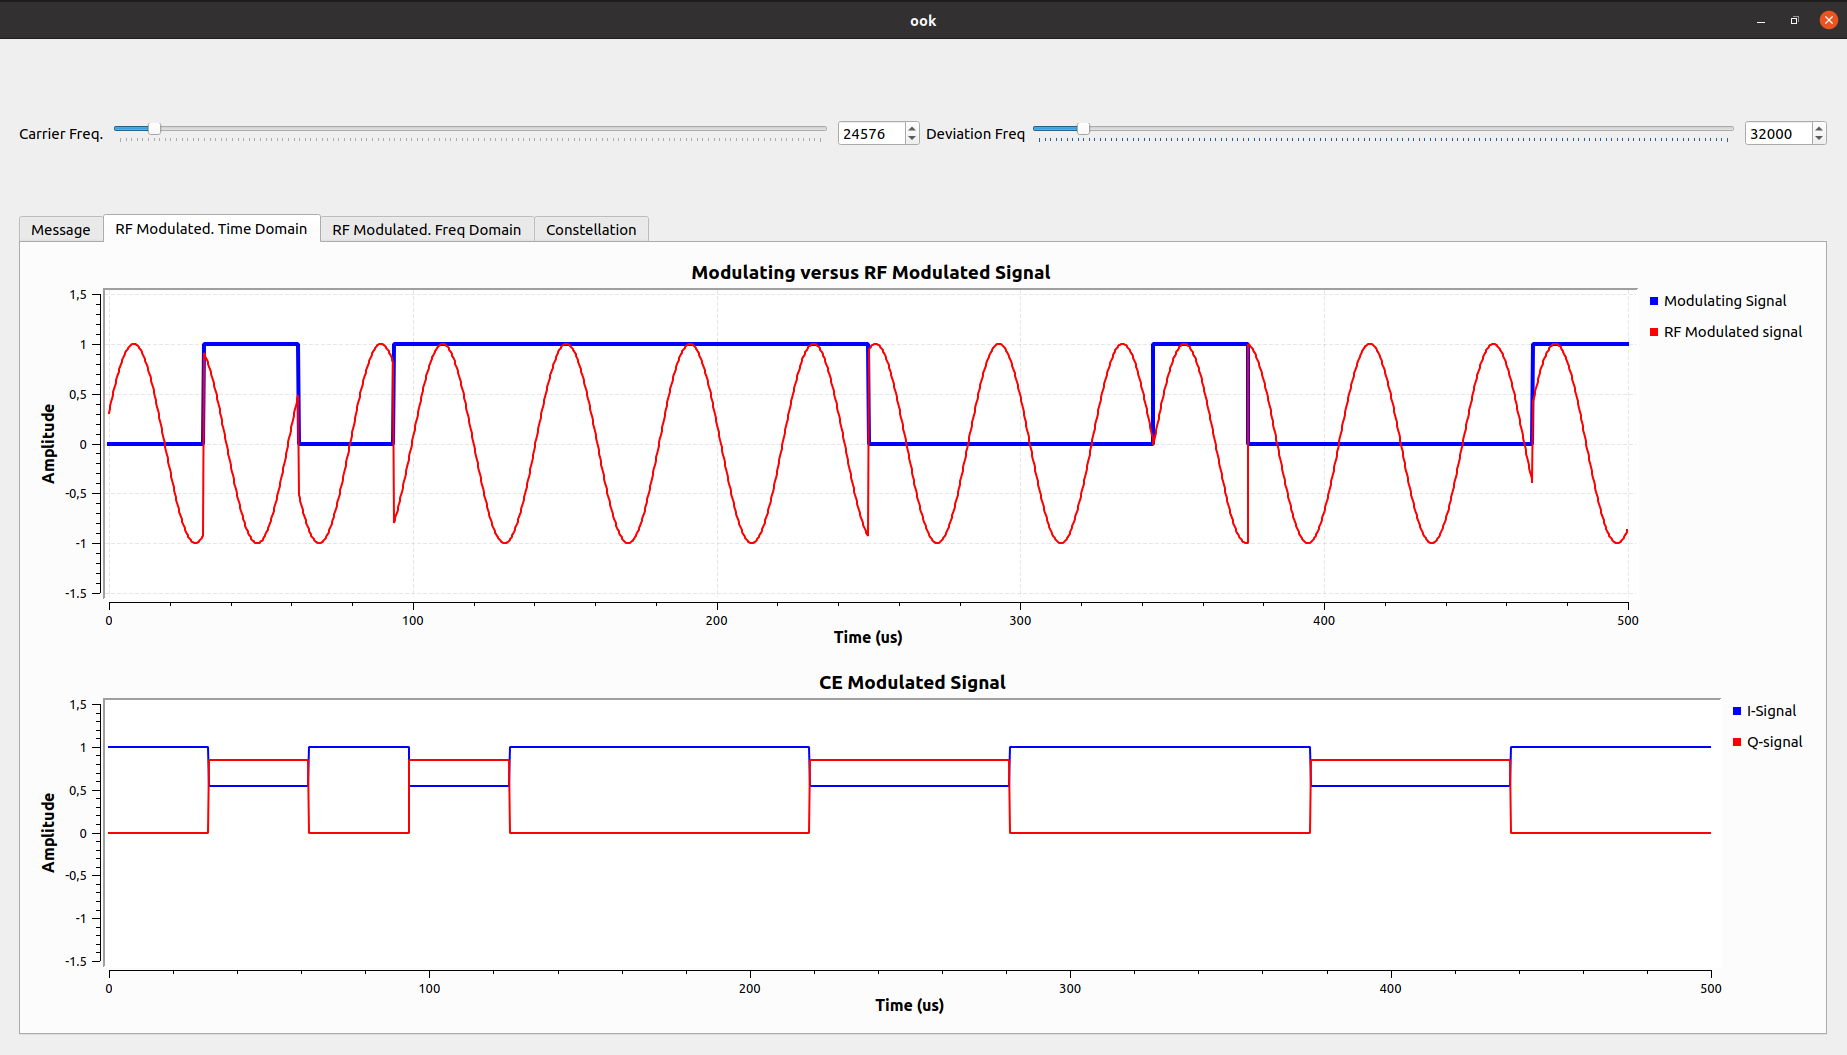 ook
Carrier Freq.
24576
Deviation Freq
32000
Message
RF Modulated. Time Domain
RF Modulated. Freq Domain
Constellation
Modulating versus RF Modulated Signal
1,5
1
0,5
0
-0,5
-1
-1.5
Amplitude
0
100
200
300
400
500
Time (us)
Modulating Signal
RF Modulated signal
CE Modulated Signal
1,5
1
0,5
0
-0,5
-1
-1.5
Amplitude
0
100
200
300
400
500
Time (us)
I-Signal
Q-signal